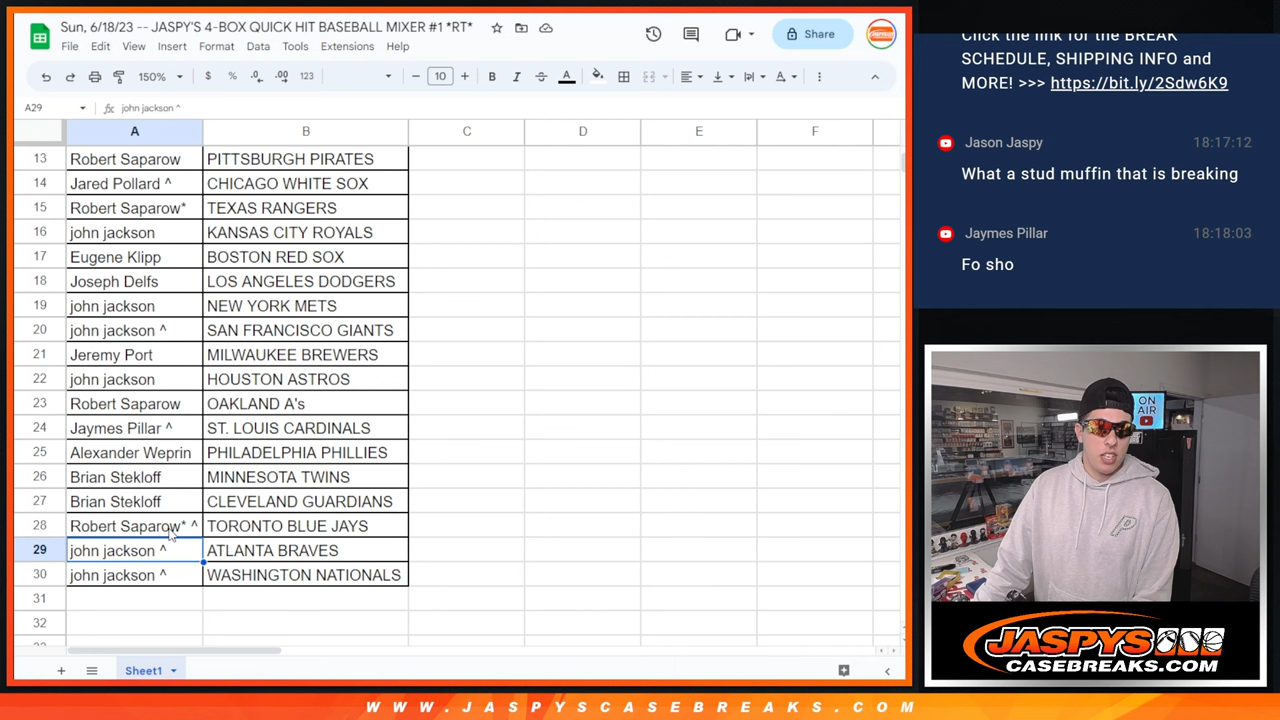 Sun, 6/18/23 -- JASPY'S 4-BOX QUICK HIT BASEBALL MIXER #1 *RT*
File Edit View Insert Format Data Tools Extensions Help
Share
150% $ % .0 .00 123 10 B I A
A29 fx john jackson ^
A B C D E F
13 Robert Saparow PITTSBURGH PIRATES
14 Jared Pollard ^ CHICAGO WHITE SOX
15 Robert Saparow* TEXAS RANGERS
16 john jackson KANSAS CITY ROYALS
17 Eugene Klipp BOSTON RED SOX
18 Joseph Delfs LOS ANGELES DODGERS
19 john jackson NEW YORK METS
20 john jackson ^ SAN FRANCISCO GIANTS
21 Jeremy Port MILWAUKEE BREWERS
22 john jackson HOUSTON ASTROS
23 Robert Saparow OAKLAND A's
24 Jaymes Pillar ^ ST. LOUIS CARDINALS
25 Alexander Weprin PHILADELPHIA PHILLIES
26 Brian Stekloff MINNESOTA TWINS
27 Brian Stekloff CLEVELAND GUARDIANS
28 Robert Saparow* ^ TORONTO BLUE JAYS
29 john jackson ^ ATLANTA BRAVES
30 john jackson ^ WASHINGTON NATIONALS
31
32
Sheet1
Click the link for the BREAK
SCHEDULE, SHIPPING INFO and
MORE! >>> https://bit.ly/2Sdw6K9
Jason Jaspy 18:17:12
What a stud muffin that is breaking
Jaymes Pillar 18:18:03
Fo sho
ON
AIR
P
JASPYS
CASEBREAKS.COM
WWW.JASPYSCASEBREAKS.COM